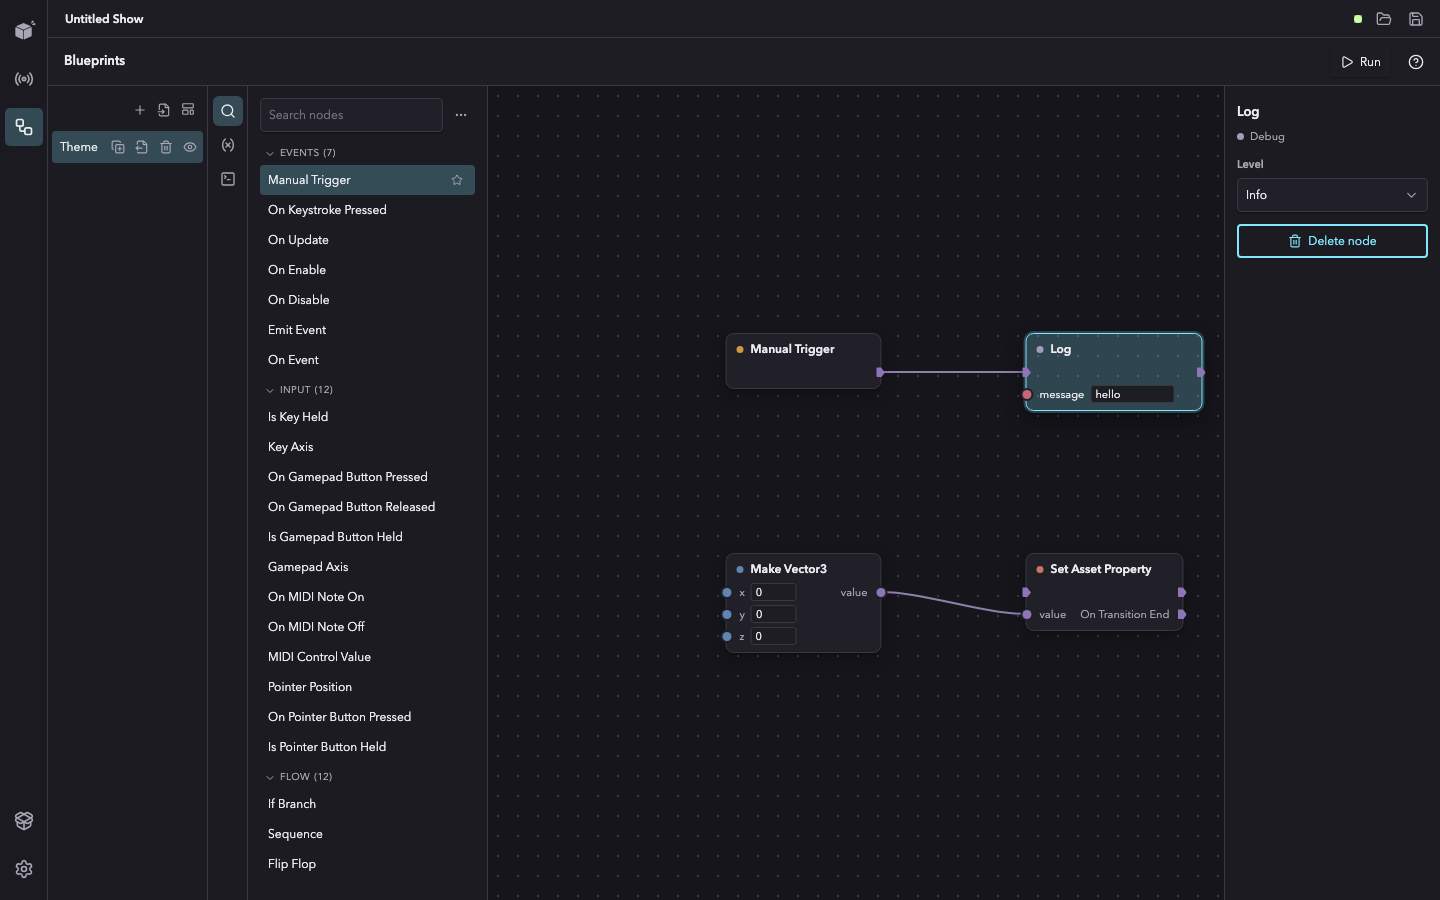 Untitled Show
Blueprints
Run
Theme
Search nodes
EVENTS (7)
Manual Trigger
On Keystroke Pressed
On Update
On Enable
On Disable
Emit Event
On Event
INPUT (12)
Is Key Held
Key Axis
On Gamepad Button Pressed
On Gamepad Button Released
Is Gamepad Button Held
Gamepad Axis
On MIDI Note On
On MIDI Note Off
MIDI Control Value
Pointer Position
On Pointer Button Pressed
Is Pointer Button Held
FLOW (12)
If Branch
Sequence
Flip Flop
Manual Trigger
Log
message hello
Make Vector3
x 0 value
y 0
z 0
Set Asset Property
value On Transition End
Log
Debug
Level
Info
Delete node